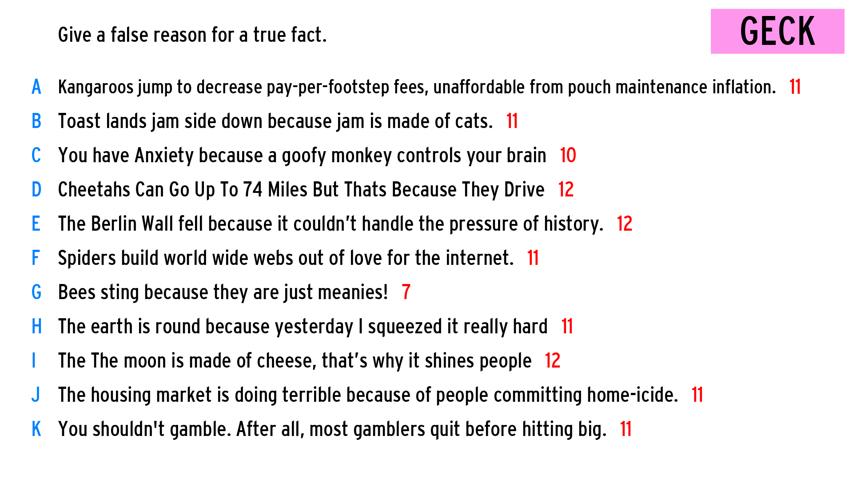 Give a false reason for a true fact.
GECK
A Kangaroos jump to decrease pay-per-footstep fees, unaffordable from pouch maintenance inflation. 11
B Toast lands jam side down because jam is made of cats. 11
C You have Anxiety because a goofy monkey controls your brain 10
D Cheetahs Can Go Up To 74 Miles But Thats Because They Drive 12
E The Berlin Wall fell because it couldn't handle the pressure of history. 12
F Spiders build world wide webs out of love for the internet. 11
G Bees sting because they are just meanies! 7
H The earth is round because yesterday I squeezed it really hard 11
I The The moon is made of cheese, that's why it shines people 12
J The housing market is doing terrible because of people committing home-icide. 11
K You shouldn't gamble. After all, most gamblers quit before hitting big. 11